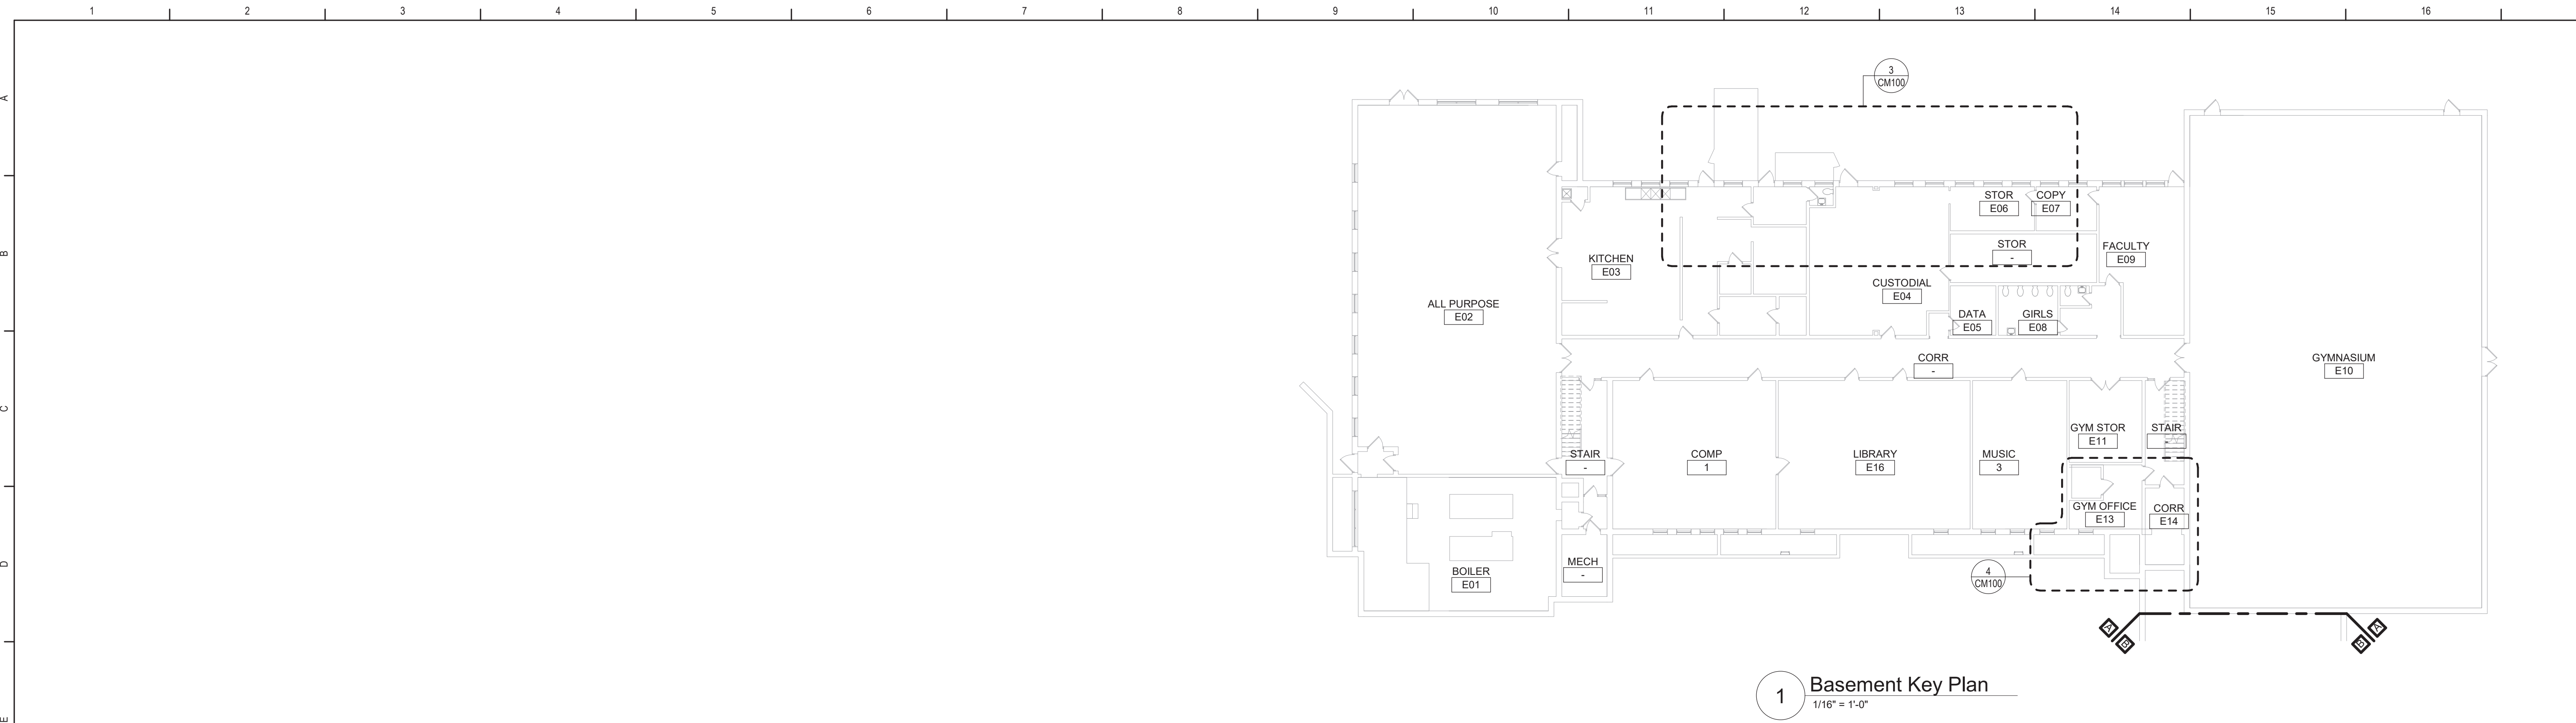 1 2 3 4 5 6 7 8 9 10 11 12 13 14 15 16
A
B
C
D
E
3
CM100
STOR
E06
COPY
E07
STOR
-
FACULTY
E09
KITCHEN
E03
CUSTODIAL
E04
ALL PURPOSE
E02
DATA
E05
GIRLS
E08
CORR
-
GYMNASIUM
E10
GYM STOR
E11
STAIR
-
STAIR
-
COMP
1
LIBRARY
E16
MUSIC
3
GYM OFFICE
E13
CORR
E14
BOILER
E01
MECH
-
4
CM100
A
B
A
B
1
Basement Key Plan
1/16" = 1'-0"